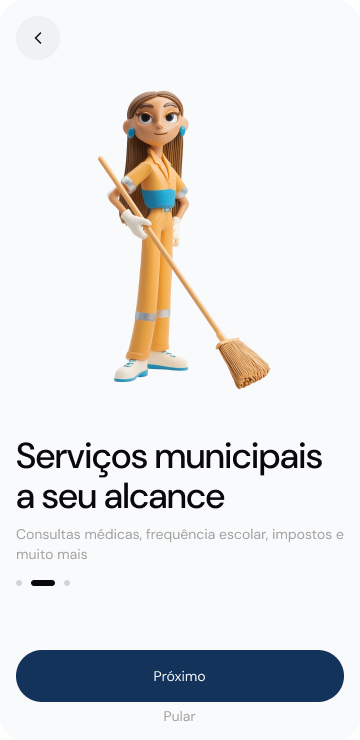 Serviços municipais
a seu alcance
Consultas médicas, frequência escolar, impostos e
muito mais
Próximo
Pular